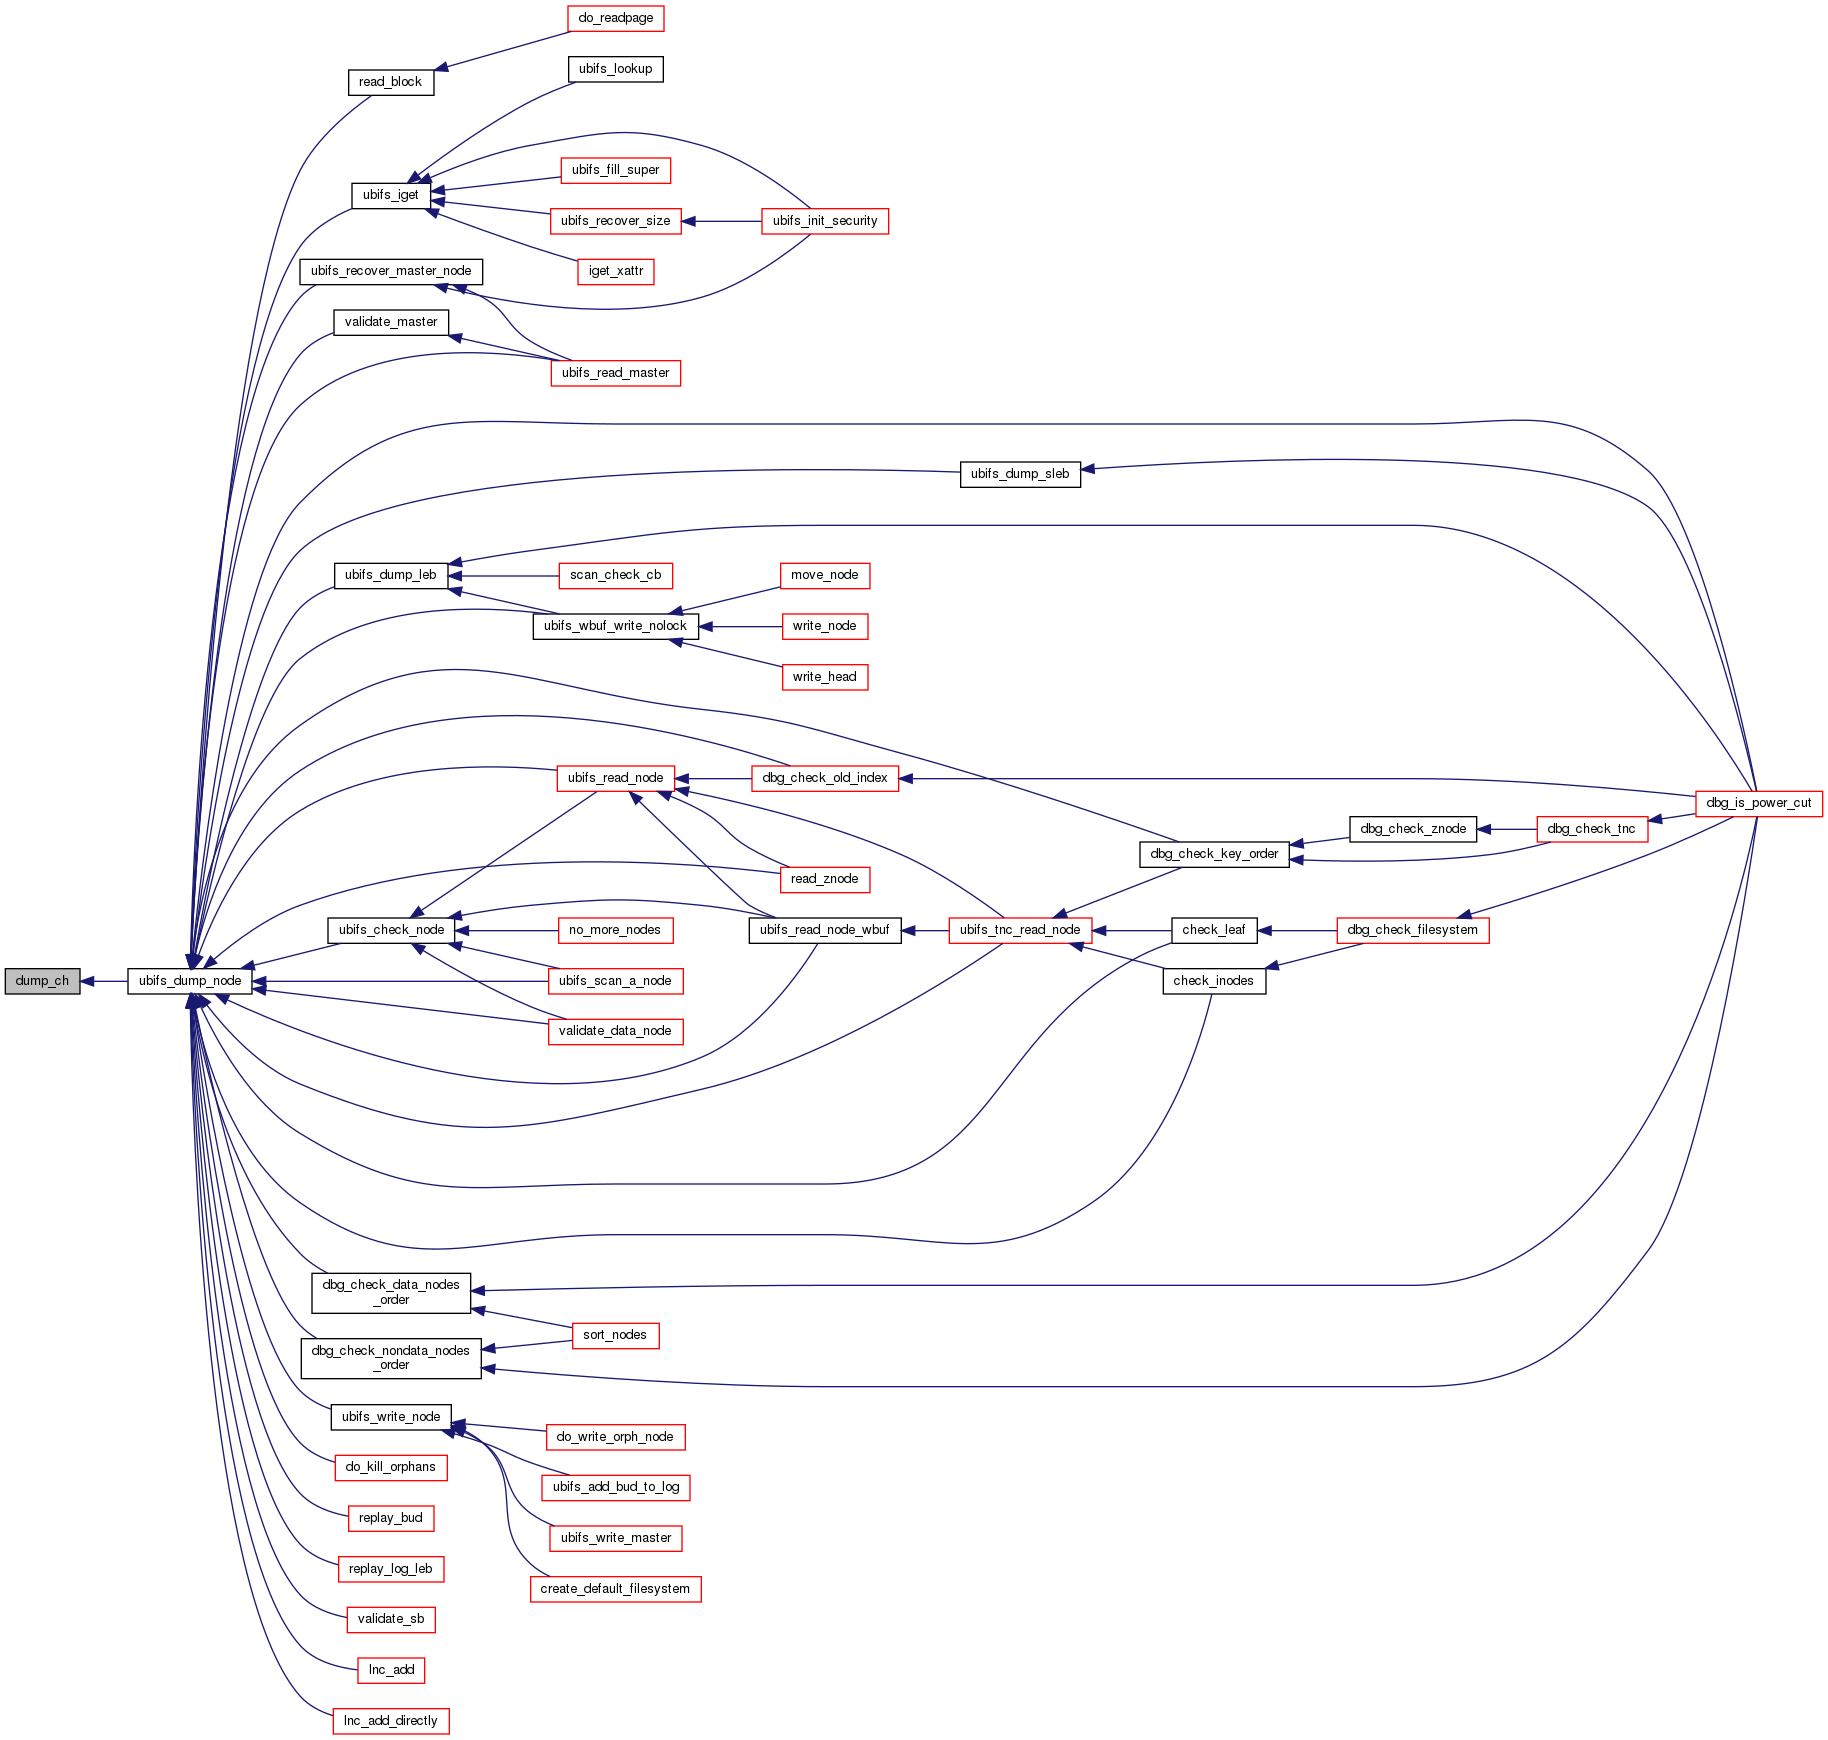 do_readpage
ubifs_lookup
read_block
ubifs_fill_super
ubifs_iget
ubifs_recover_size
ubifs_init_security
ubifs_recover_master_node
iget_xattr
validate_master
ubifs_read_master
ubifs_dump_sleb
ubifs_dump_leb
scan_check_cb
move_node
ubifs_wbuf_write_nolock
write_node
write_head
ubifs_read_node
dbg_check_old_index
dbg_is_power_cut
dbg_check_znode
dbg_check_tnc
dbg_check_key_order
read_znode
ubifs_check_node
no_more_nodes
ubifs_read_node_wbuf
ubifs_tnc_read_node
check_leaf
dbg_check_filesystem
dump_ch
ubifs_dump_node
ubifs_scan_a_node
check_inodes
validate_data_node
dbg_check_data_nodes
_order
sort_nodes
dbg_check_nondata_nodes
_order
ubifs_write_node
do_write_orph_node
do_kill_orphans
ubifs_add_bud_to_log
replay_bud
ubifs_write_master
replay_log_leb
create_default_filesystem
validate_sb
lnc_add
lnc_add_directly